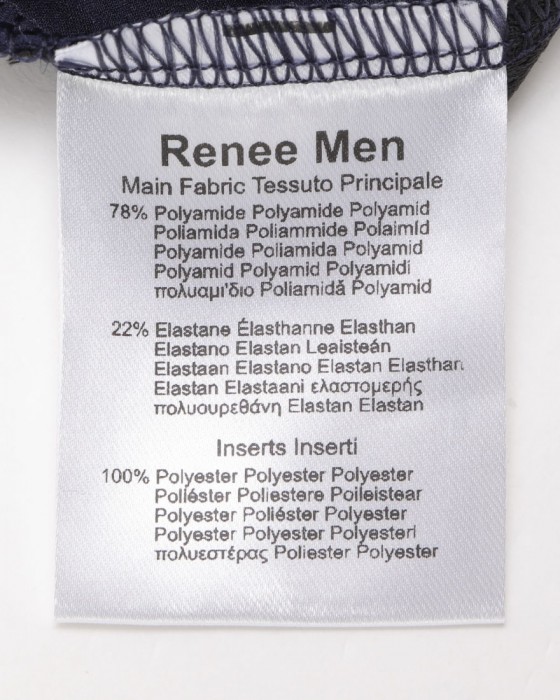 Renee Men
Main Fabric Tessuto Principale
78% Polyamide Polyamide Polyamid
Poliamida Poliammide Polaimíd
Polyamide Poliamida Polyamid
Polyamid Polyamid Polyamidi
πολυαμι'διο Poliamidă Polyamid
22% Elastane Élasthanne Elasthan
Elastano Elastan Leaisteán
Elastaan Elastano Elastan Elasthan
Elastan Elastaani ελαστομερής
πολυουρεθάνη Elastan Elastan
Inserts Inserti
100% Polyester Polyester Polyester
Poliéster Poliestere Poileistear
Polyester Poliéster Polyester
Polyester Polyester Polyesteri
πολυεστέρας Poliester Polyester